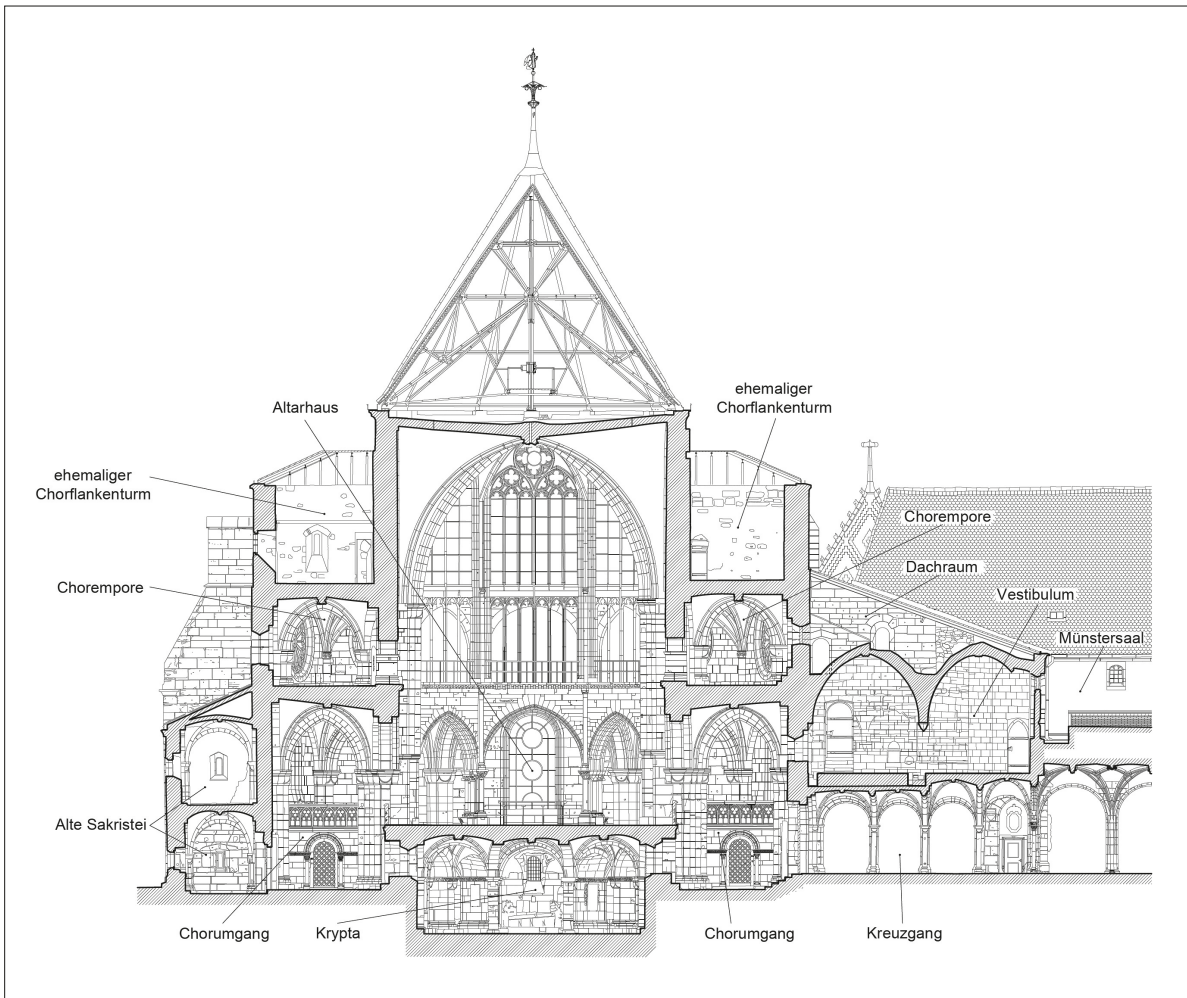 Altarhaus
ehemaliger
Chorflankenturm
ehemaliger
Chorflankenturm
Chorempore
Chorempore
Dachraum
Vestibulum
Münstersaal
Alte Sakristei
Chorumgang
Krypta
Chorumgang
Kreuzgang